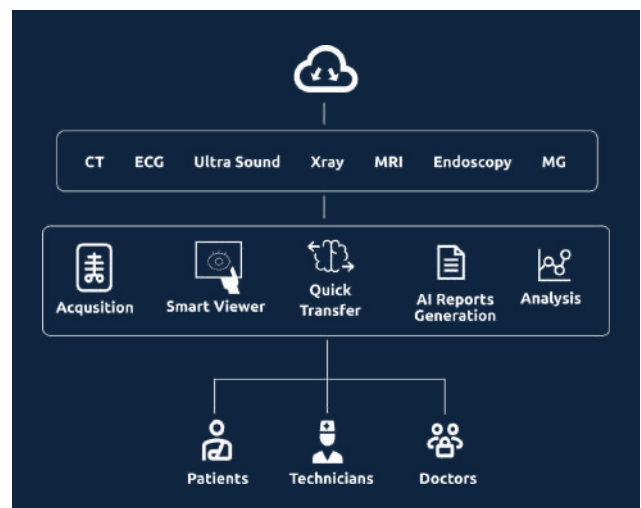 CT ECG Ultra Sound Xray MRI Endoscopy MG
Acqusition
Smart Viewer
Quick
Transfer
AI Reports
Generation
Analysis
Patients
Technicians
Doctors